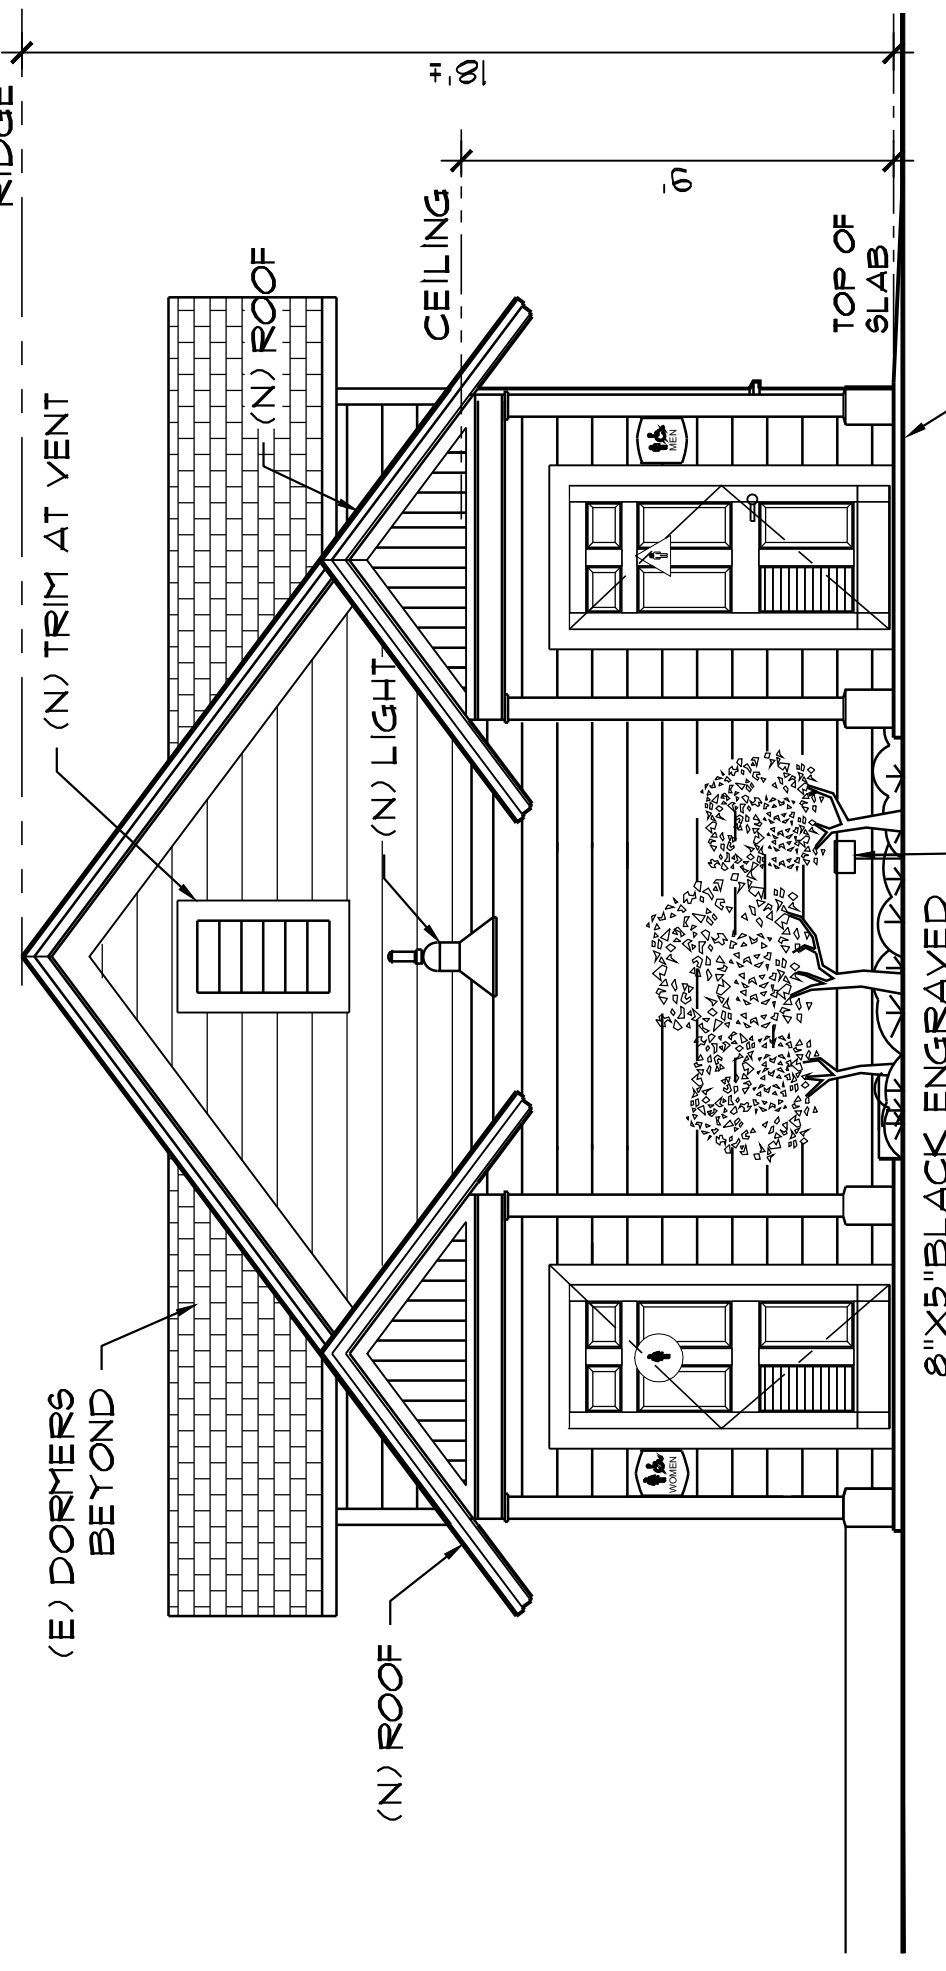 RIDGE
18'±
(N) TRIM AT VENT
(N) ROOF
CEILING
9'
(E) DORMERS
BEYOND
(N) LIGHT
TOP OF
SLAB
(N) ROOF
WOMEN
MEN
8"X5"BLACK ENGRAVED